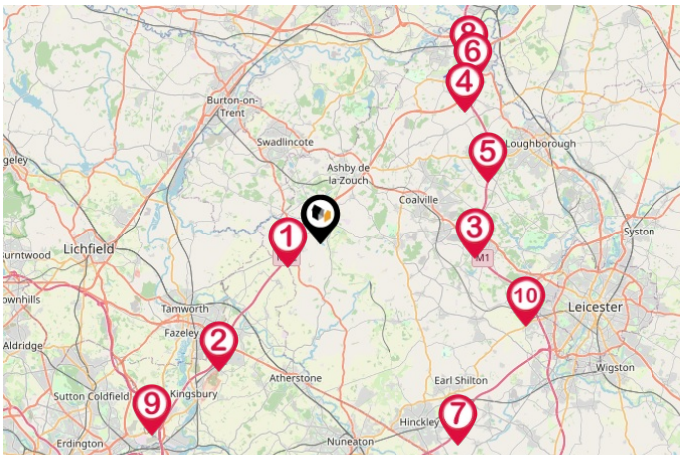 8
6
4
Burton-on-
Trent
Swadlincote
5
Loughborough
Ashby de
la Zouch
Coalville
1
3
Lichfield
Syston
M1
10
Leicester
Tamworth
Fazeley
2
Aldridge
Wigston
Atherstone
Earl Shilton
Sutton Coldfield
Kingsbury
9
7
Hinckley
Erdington
Nuneaton